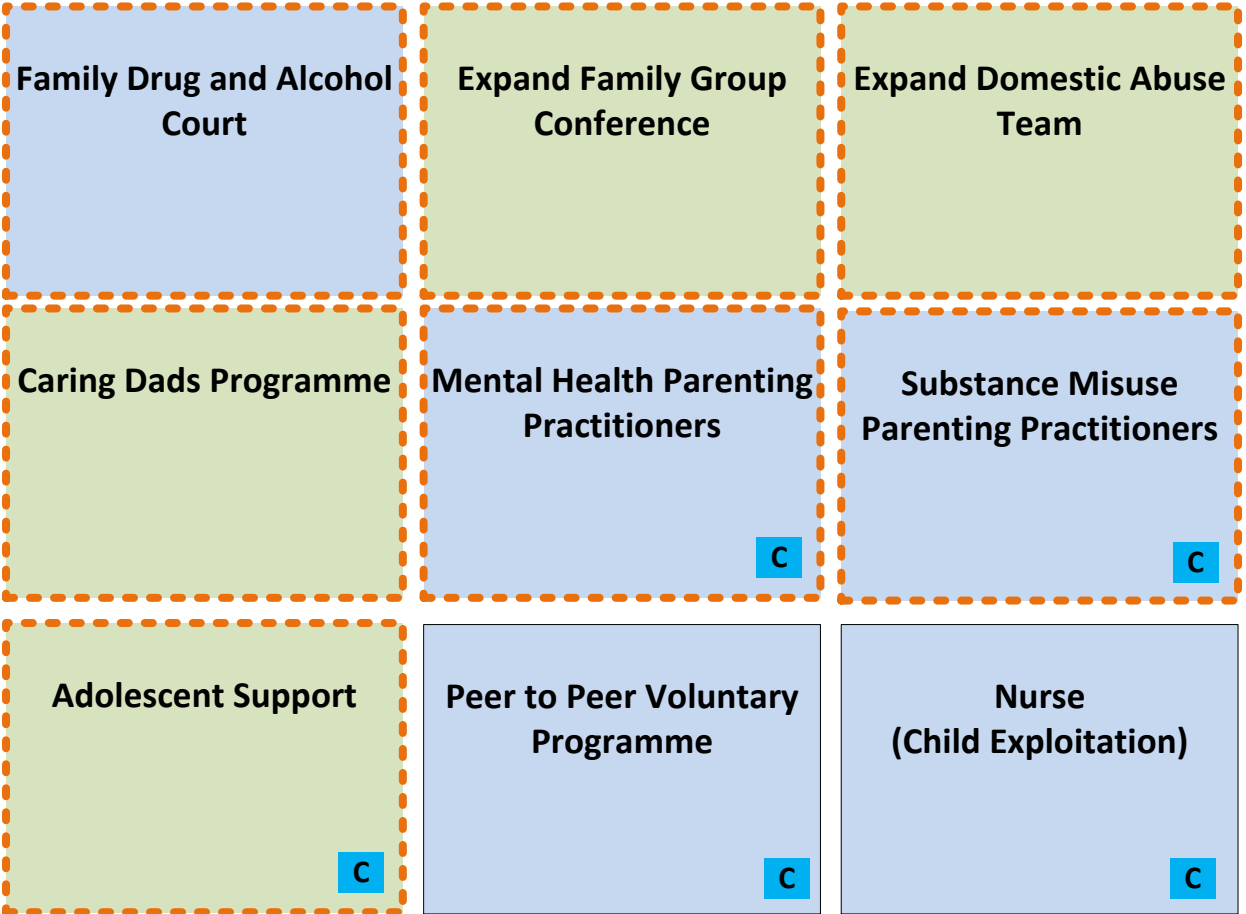 Family Drug and Alcohol
Court
Expand Family Group
Conference
Expand Domestic Abuse
Team
Caring Dads Programme
Mental Health Parenting
Practitioners
C
Substance Misuse
Parenting Practitioners
C
Adolescent Support
C
Peer to Peer Voluntary
Programme
C
Nurse
(Child Exploitation)
C